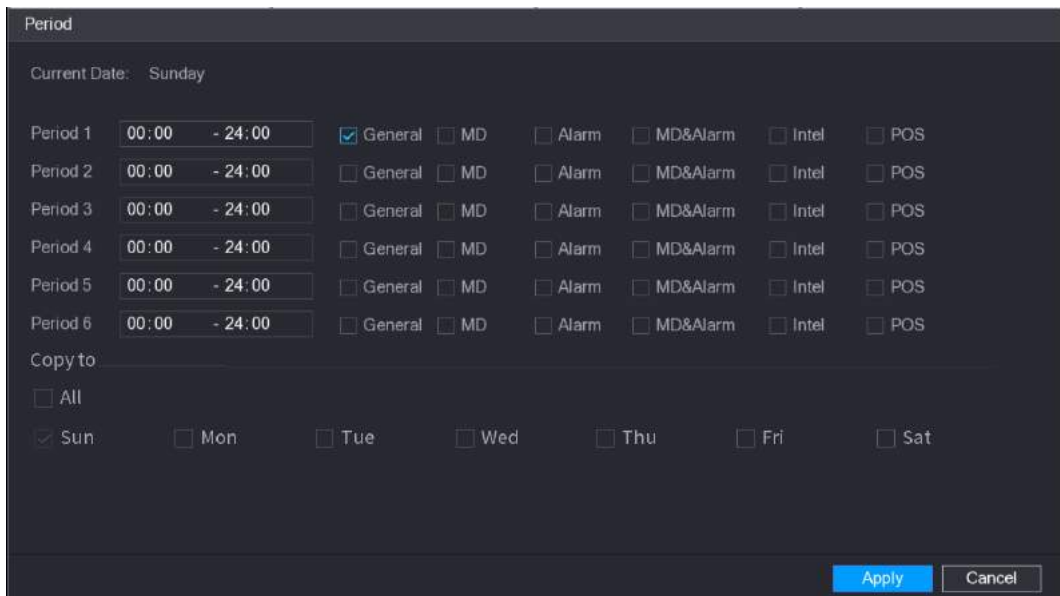 Period
Current Date: Sunday
Period 1 00:00 - 24:00 General MD Alarm MD&Alarm Intel POS
Period 2 00:00 - 24:00 General MD Alarm MD&Alarm Intel POS
Period 3 00:00 - 24:00 General MD Alarm MD&Alarm Intel POS
Period 4 00:00 - 24:00 General MD Alarm MD&Alarm Intel POS
Period 5 00:00 - 24:00 General MD Alarm MD&Alarm Intel POS
Period 6 00:00 - 24:00 General MD Alarm MD&Alarm Intel POS
Copy to
All
Sun Mon Tue Wed Thu Fri Sat
Apply Cancel